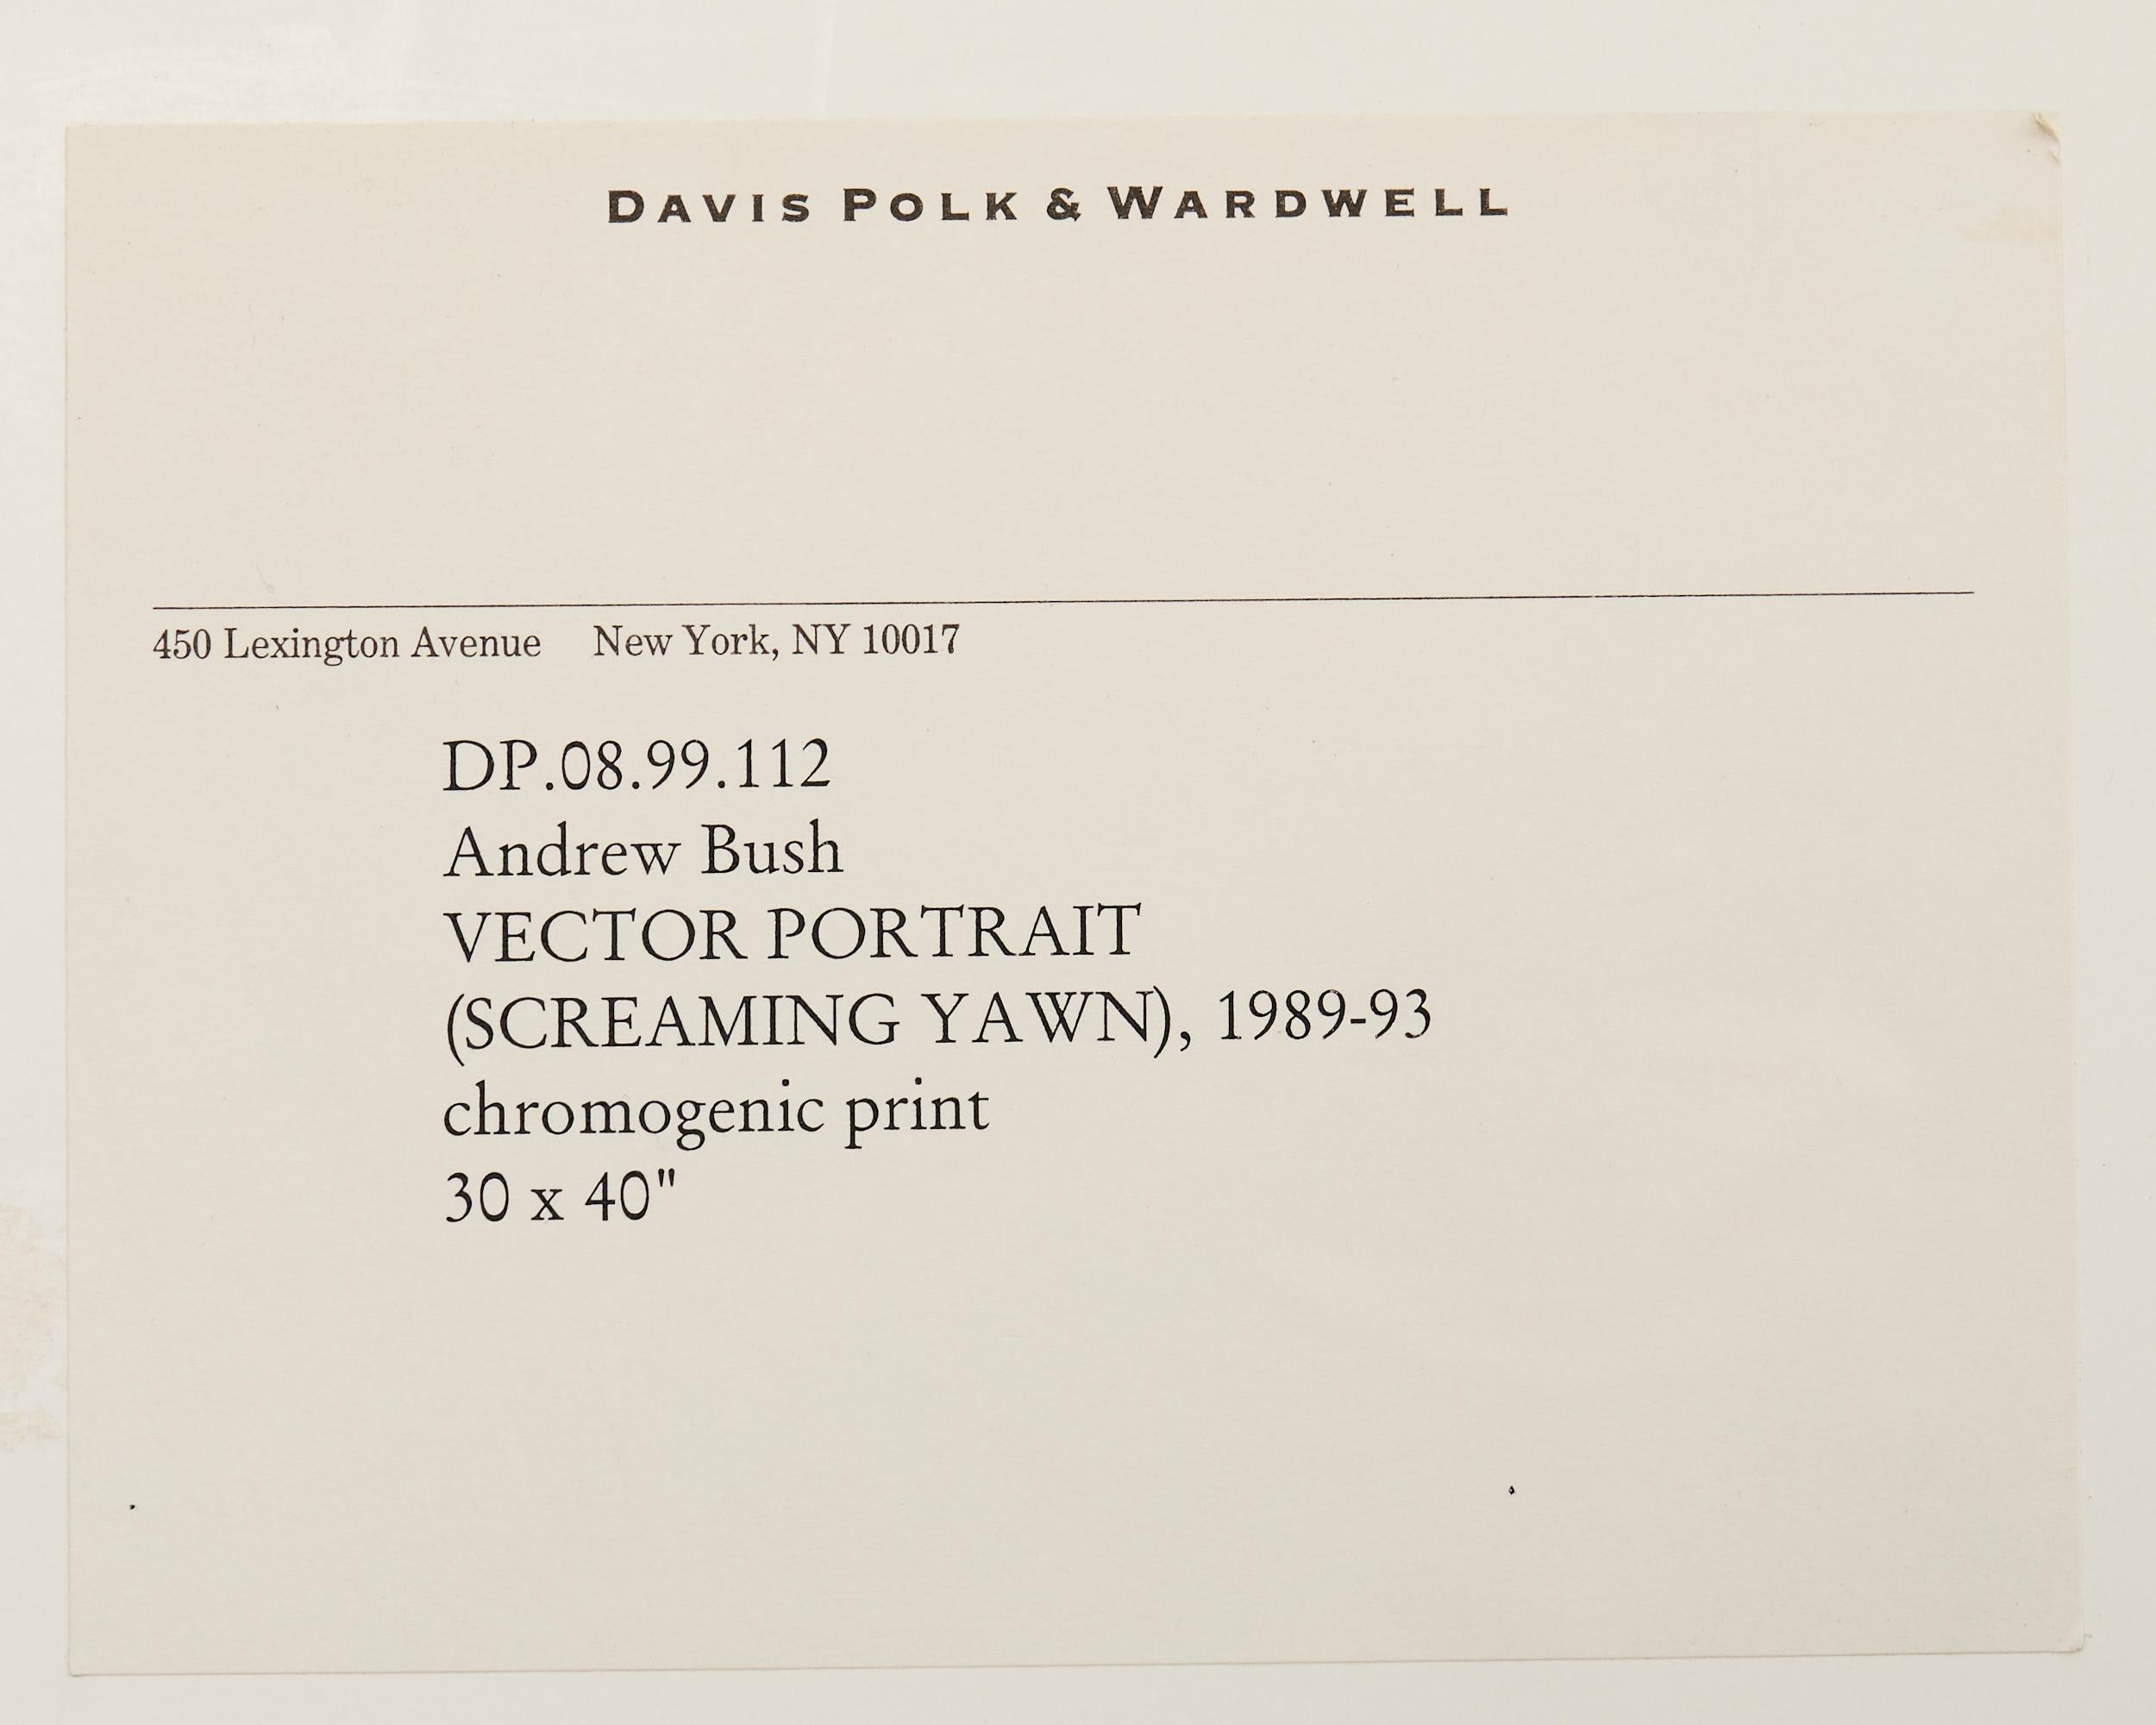 DAVIS POLK & WARDWELL
450 Lexington Avenue New York, NY 10017
DP.08.99.112
Andrew Bush
VECTOR PORTRAIT
(SCREAMING YAWN), 1989-93
chromogenic print
30 x 40"